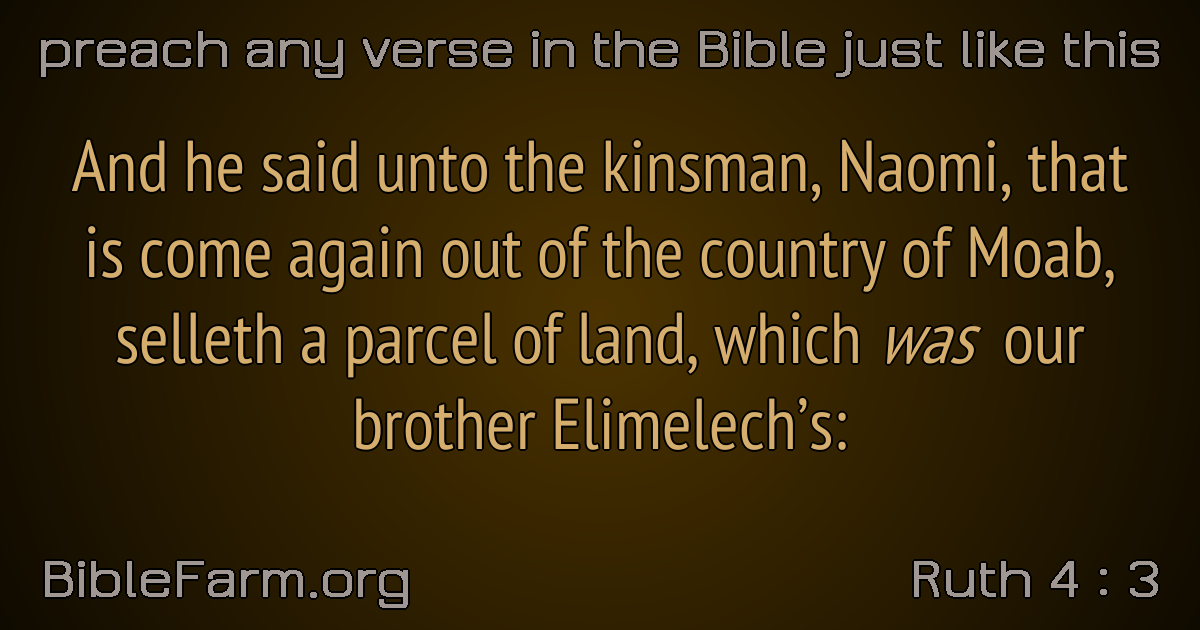 preach any verse in the Bible just like this
And he said unto the kinsman, Naomi, that
is come again out of the country of Moab,
selleth a parcel of land, which was our
brother Elimelech’s:
BibleFarm.org
Ruth 4 : 3